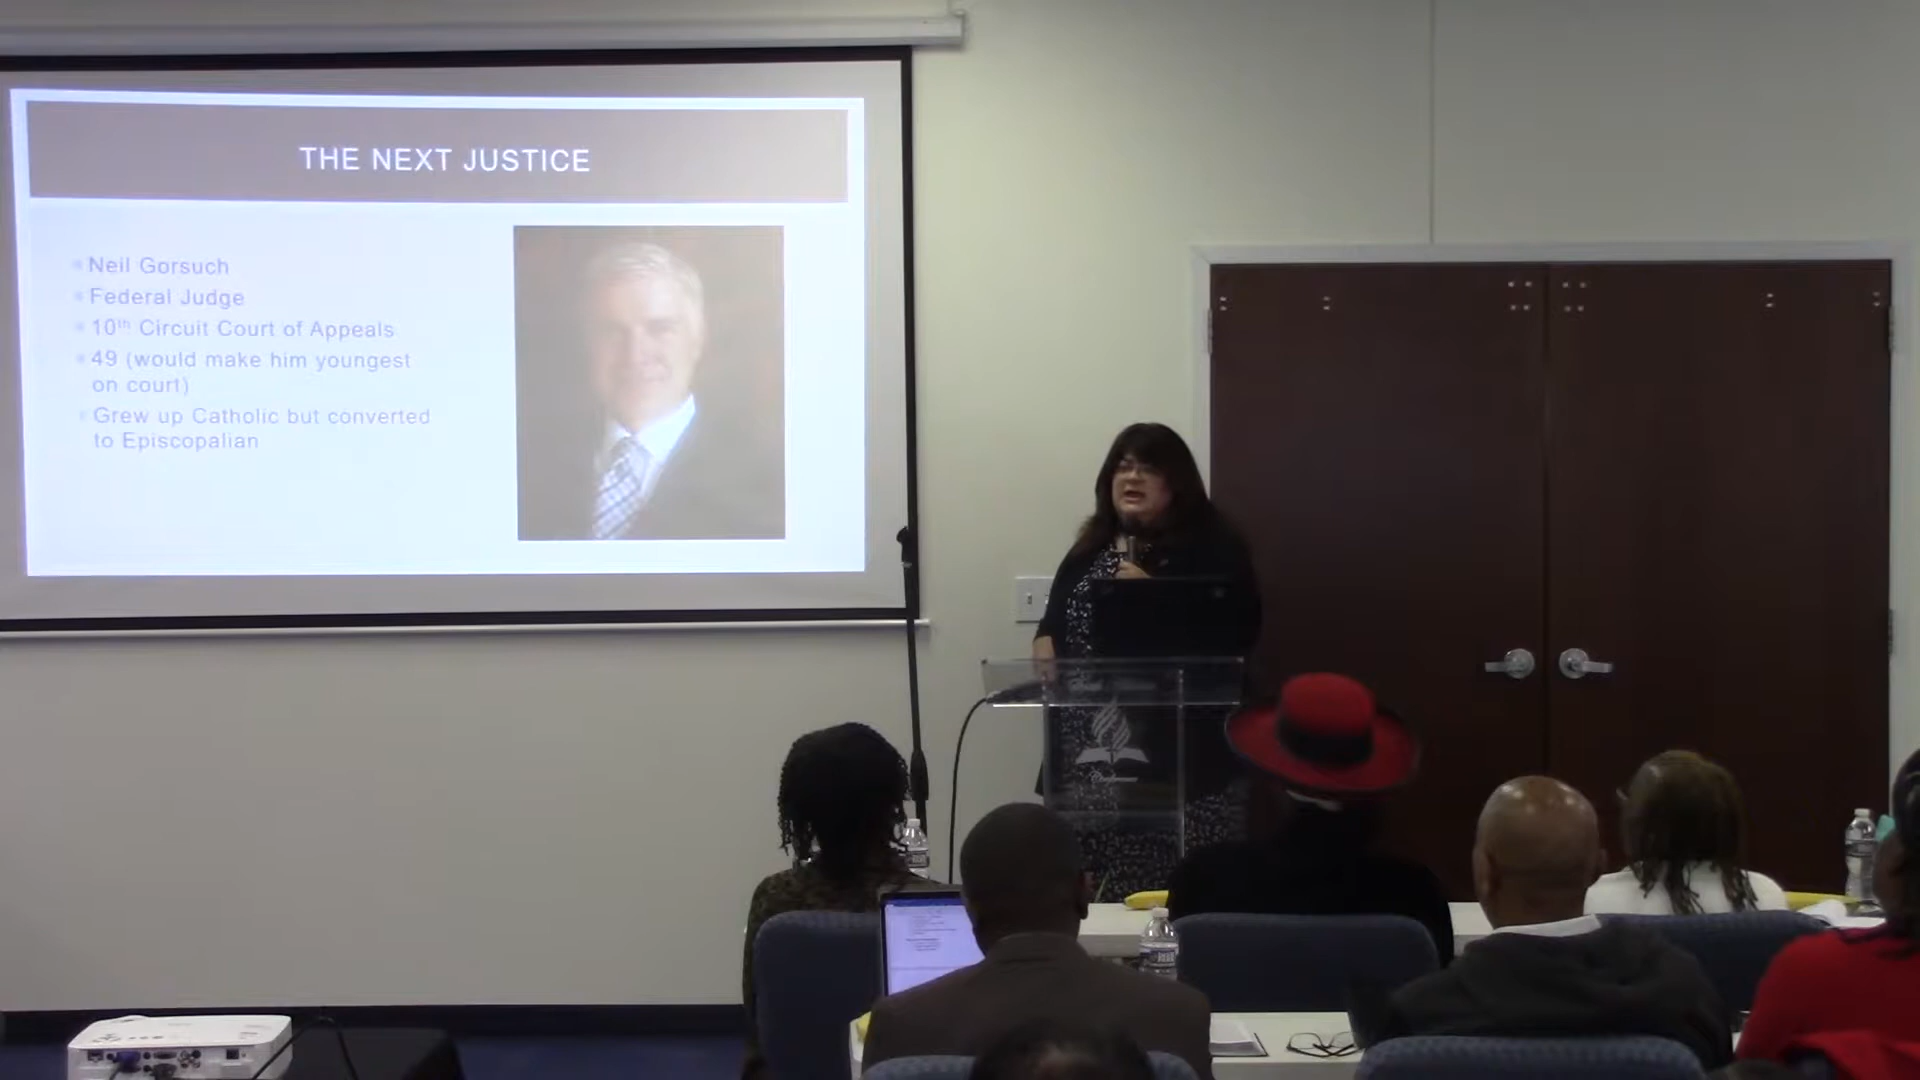 THE NEXT JUSTICE
Neil Gorsuch
Federal Judge
10th Circuit Court of Appeals
49 (would make him youngest
on court)
Grew up Catholic but converted
to Episcopalian
Conference